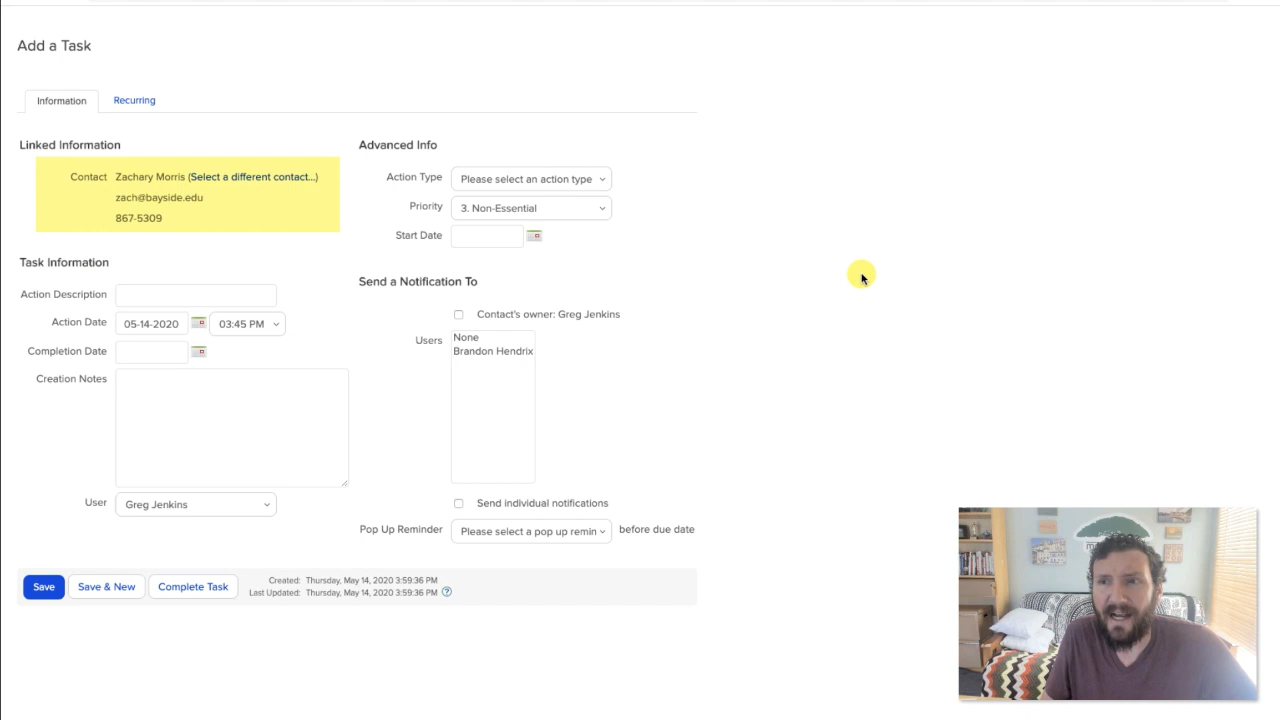 Add a Task
Information
Recurring
Linked Information
Contact Zachary Morris (Select a different contact...)
zach@bayside.edu
867-5309
Task Information
Action Description
Action Date 05-14-2020 03:45 PM
Completion Date
Creation Notes
User Greg Jenkins
Advanced Info
Action Type Please select an action type
Priority 3. Non-Essential
Start Date
Send a Notification To
Contact's owner: Greg Jenkins
Users
None
Brandon Hendrix
Send individual notifications
Pop Up Reminder Please select a pop up remin before due date
Save Save & New Complete Task
Created: Thursday, May 14, 2020 3:59:36 PM
Last Updated: Thursday, May 14, 2020 3:59:36 PM ?